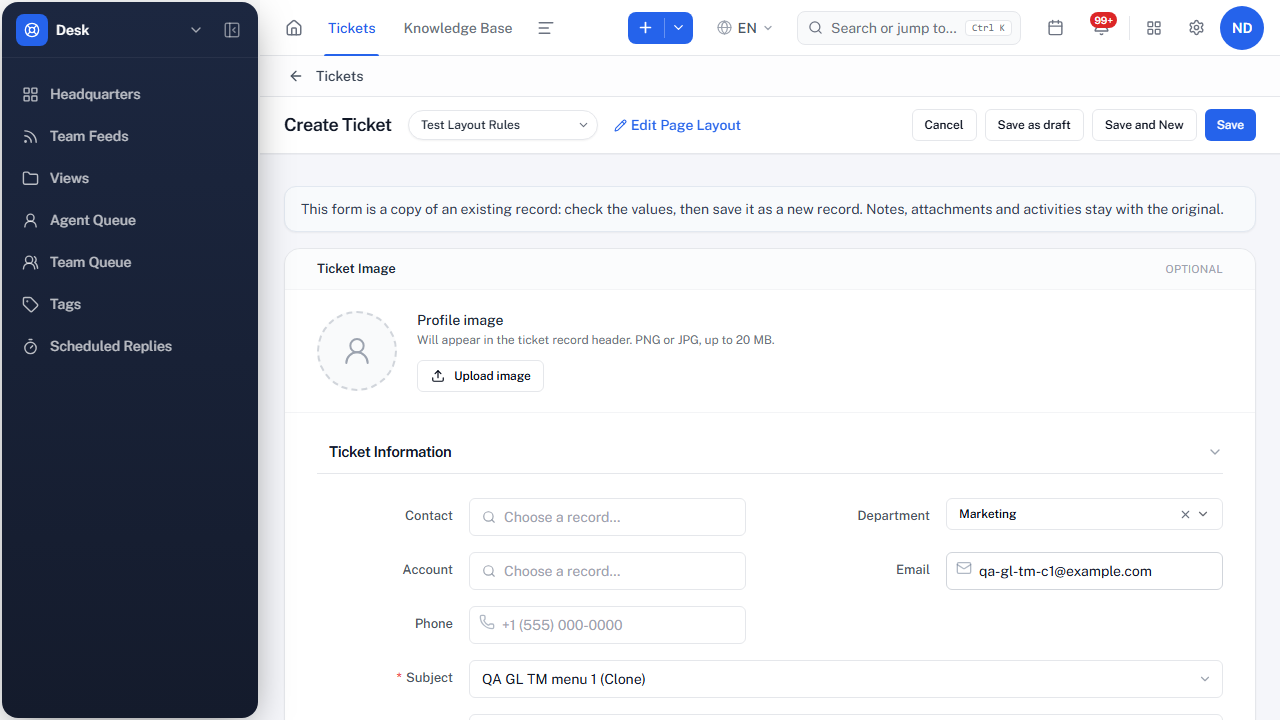 Desk
Headquarters
Team Feeds
Views
Agent Queue
Team Queue
Tags
Scheduled Replies
Tickets
Knowledge Base
EN
Search or jump to...
Ctrl K
99+
ND
Tickets
Create Ticket
Test Layout Rules
Edit Page Layout
Cancel
Save as draft
Save and New
Save
This form is a copy of an existing record: check the values, then save it as a new record. Notes, attachments and activities stay with the original.
Ticket Image
OPTIONAL
Profile image
Will appear in the ticket record header. PNG or JPG, up to 20 MB.
Upload image
Ticket Information
Contact
Choose a record...
Department
Marketing
Account
Choose a record...
Email
qa-gl-tm-c1@example.com
Phone
+1 (555) 000-0000
* Subject
QA GL TM menu 1 (Clone)